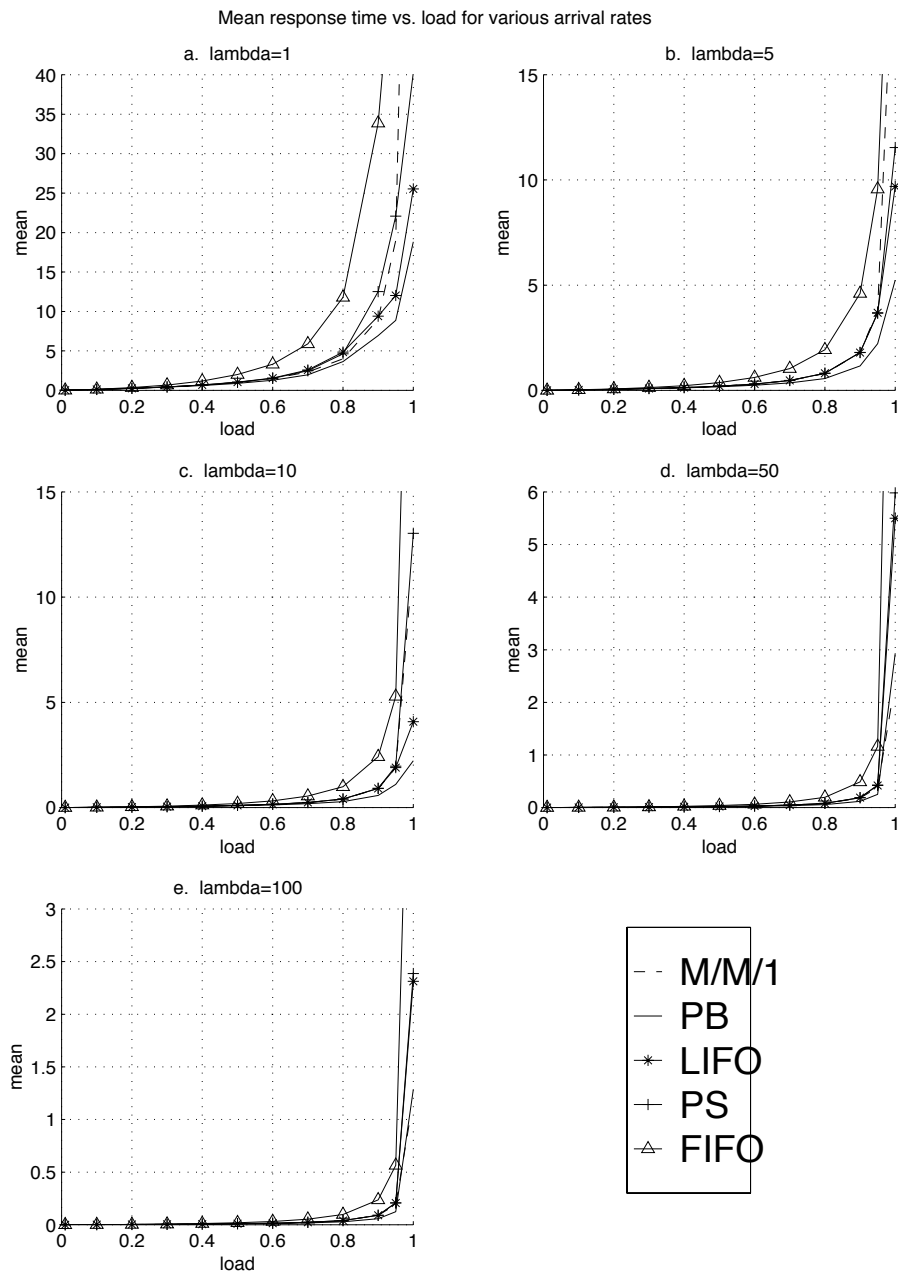 Mean response time vs. load for various arrival rates
a. lambda=1
40
35
30
25
20
15
10
5
0
mean
0 0.2 0.4 0.6 0.8 1
load
b. lambda=5
15
10
5
0
mean
0 0.2 0.4 0.6 0.8 1
load
c. lambda=10
15
10
5
0
mean
0 0.2 0.4 0.6 0.8 1
load
d. lambda=50
6
5
4
3
2
1
0
mean
0 0.2 0.4 0.6 0.8 1
load
e. lambda=100
3
2.5
2
1.5
1
0.5
0
mean
0 0.2 0.4 0.6 0.8 1
load
M/M/1
PB
LIFO
PS
FIFO